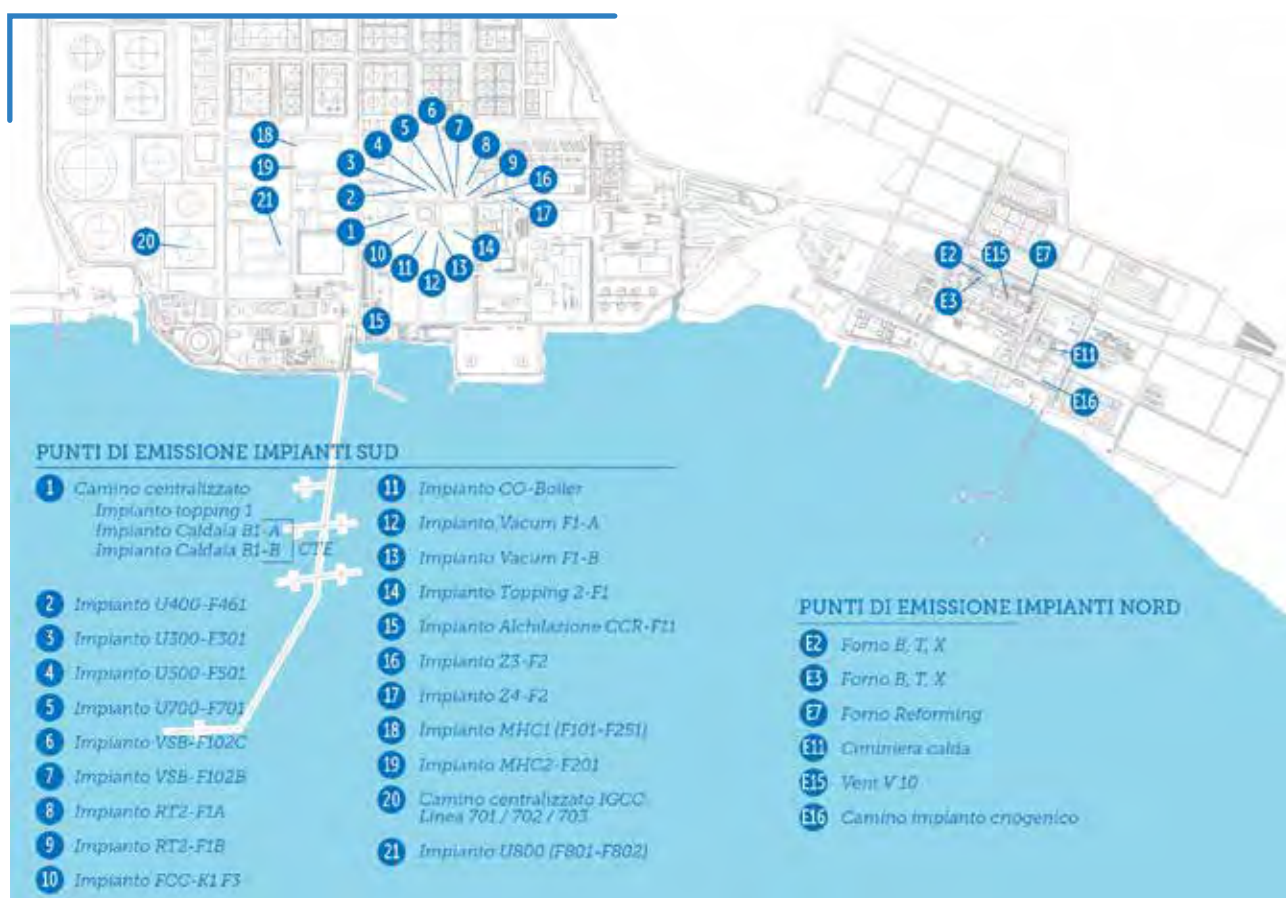 6
7
5
8
4
9
3
16
2
17
1
10
11
12
13
14
18
19
21
20
15
E2
E15
E7
E3
E11
E16
PUNTI DI EMISSIONE IMPIANTI SUD
1 Camino centralizzato
Impianto topping 1
Impianto Caldaia B1-A
Impianto Caldaia B1-B CTE
2 Impianto U400-F461
3 Impianto U300-F301
4 Impianto U500-F501
5 Impianto U700-F701
6 Impianto VSB-F102C
7 Impianto VSB-F102B
8 Impianto RT2-F1A
9 Impianto RT2-F1B
10 Impianto FCC-K1 F3
11 Impianto CO-Boiler
12 Impianto Vacum F1-A
13 Impianto Vacum F1-B
14 Impianto Topping 2-F1
15 Impianto Alchilazione CCR-F11
16 Impianto Z3-F2
17 Impianto Z4-F2
18 Impianto MHC1 (F101-F251)
19 Impianto MHC2-F201
20 Camino centralizzato IGCC
Linea 701 / 702 / 703
21 Impianto U800 (F801-F802)
PUNTI DI EMISSIONE IMPIANTI NORD
E2 Forno B, T, X
E3 Forno B, T, X
E7 Forno Reforming
E11 Ciminiera calda
E15 Vent V 10
E16 Camino impianto criogenico